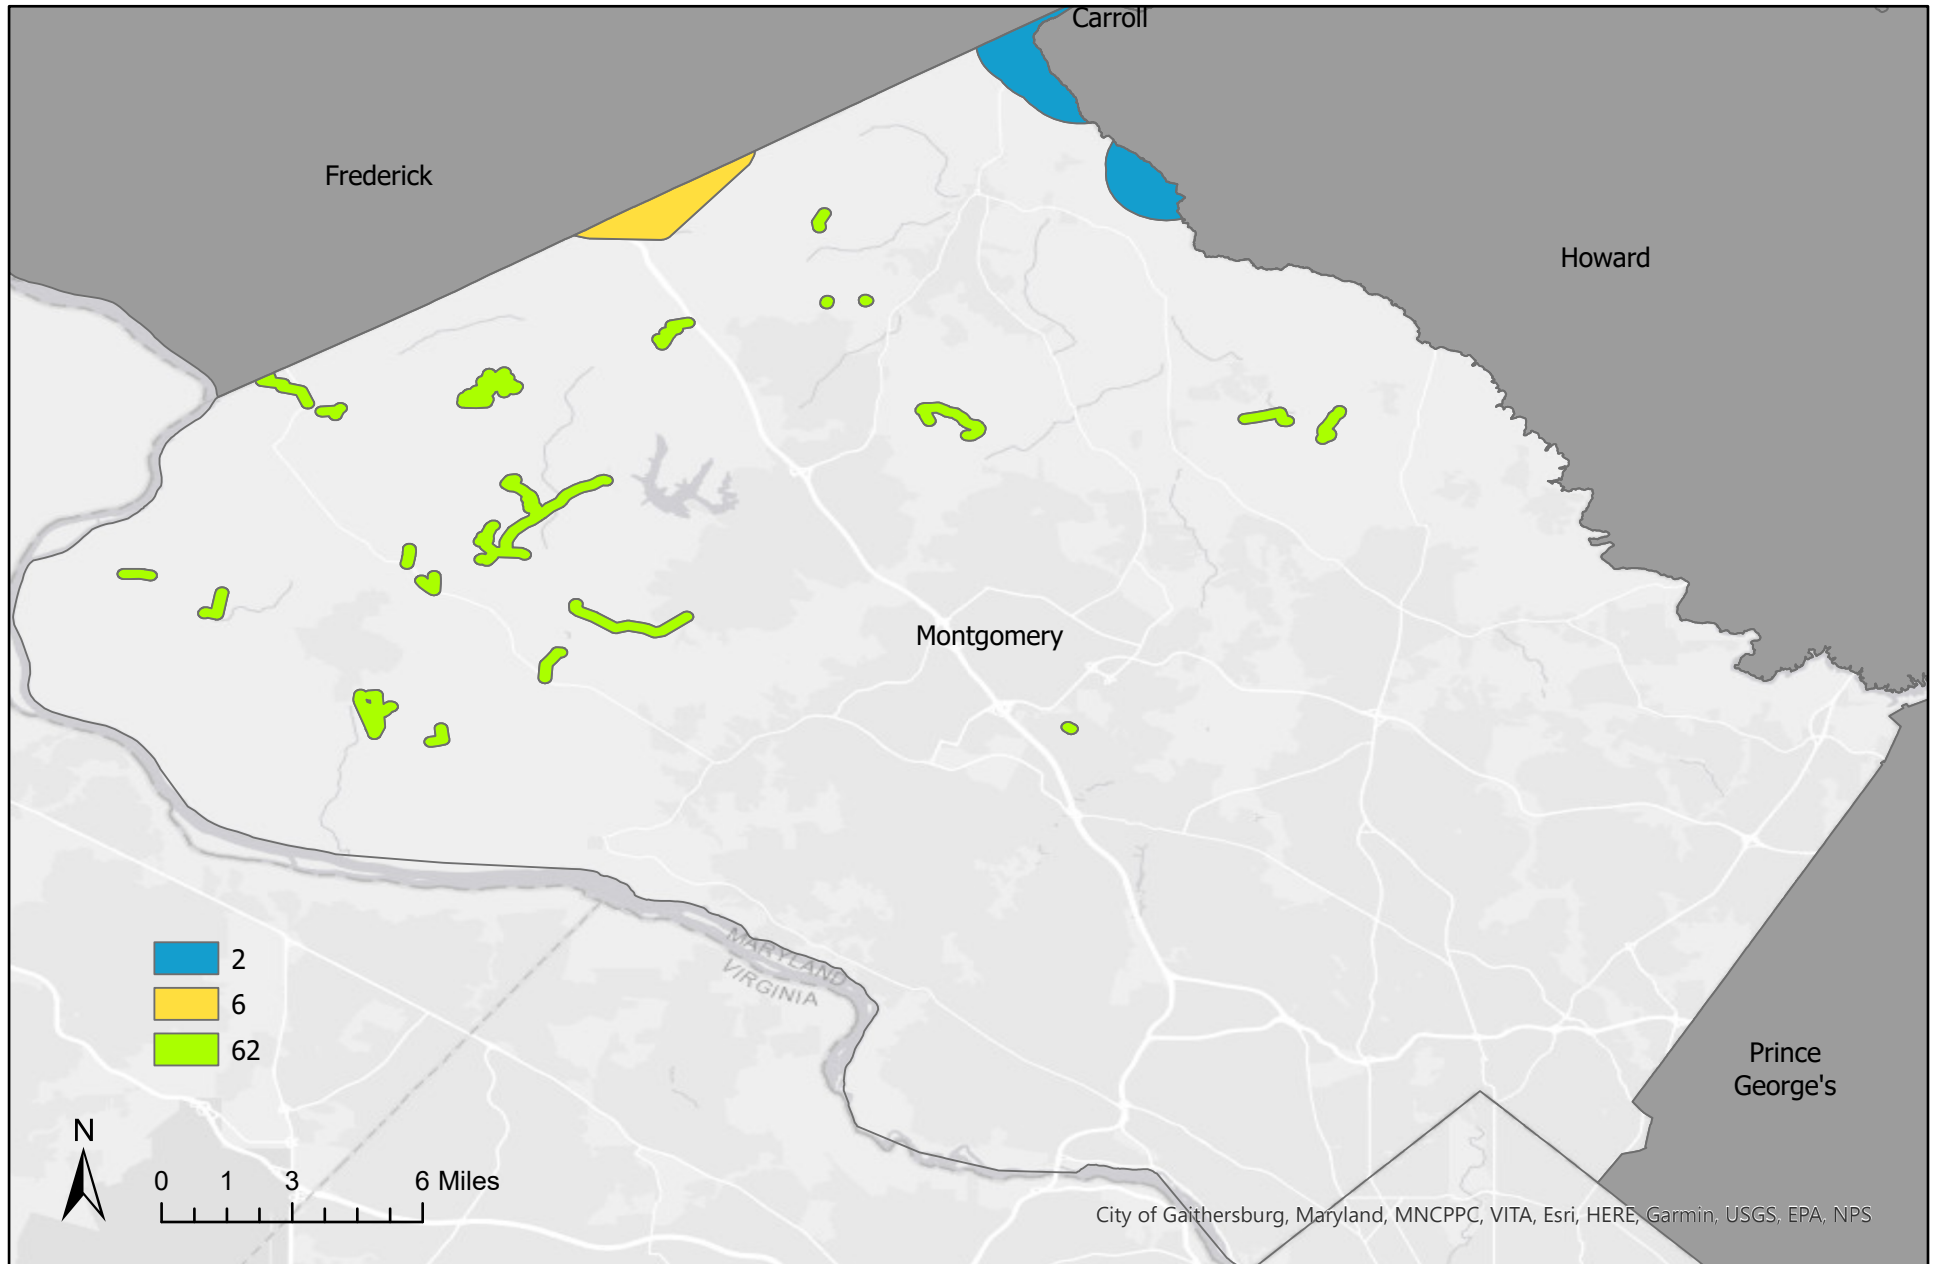 Carroll
Frederick
Howard
Montgomery
MARYLAND
VIRGINIA
2
6
62
Prince
George's
N
0 1 3 6 Miles
City of Gaithersburg, Maryland, MNCPPC, VITA, Esri, HERE, Garmin, USGS, EPA, NPS